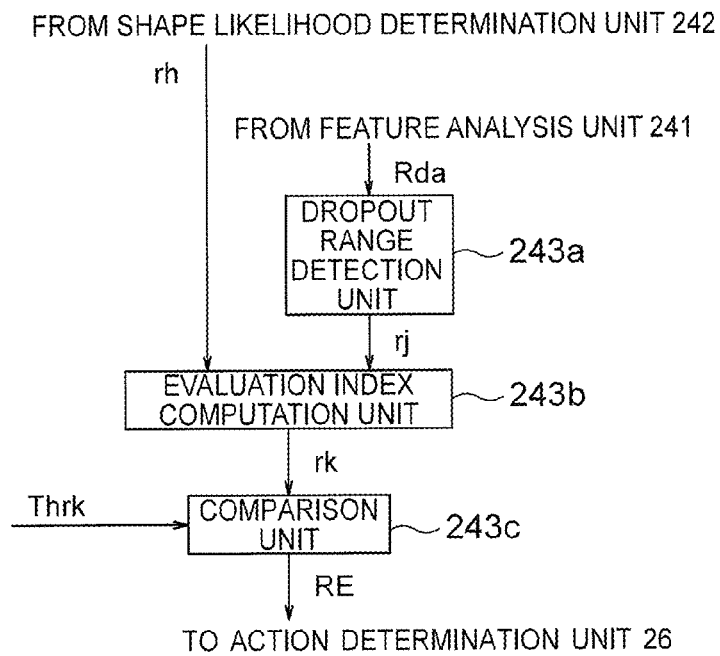 FROM SHAPE LIKELIHOOD DETERMINATION UNIT 242
rh
FROM FEATURE ANALYSIS UNIT 241
Rda
DROPOUT
RANGE
DETECTION
UNIT
243a
rj
EVALUATION INDEX
COMPUTATION UNIT
243b
rk
Thrk
COMPARISON
UNIT
243c
RE
TO ACTION DETERMINATION UNIT 26